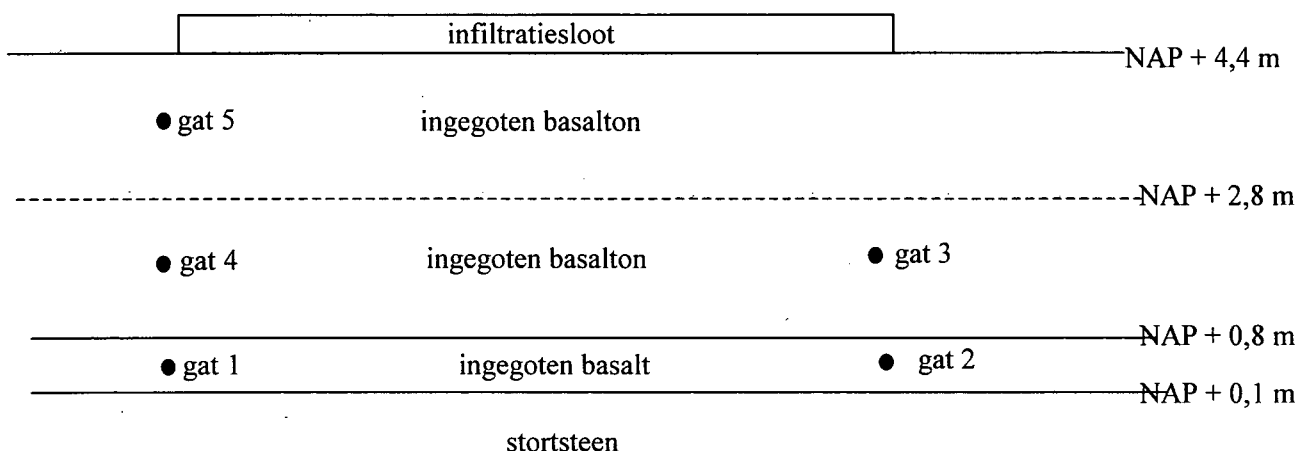 infiltratiesloot
NAP + 4,4 m
gat 5 ingegoten basalton
NAP + 2,8 m
gat 4 ingegoten basalton gat 3
NAP + 0,8 m
gat 1 ingegoten basalt gat 2
NAP + 0,1 m
stortsteen